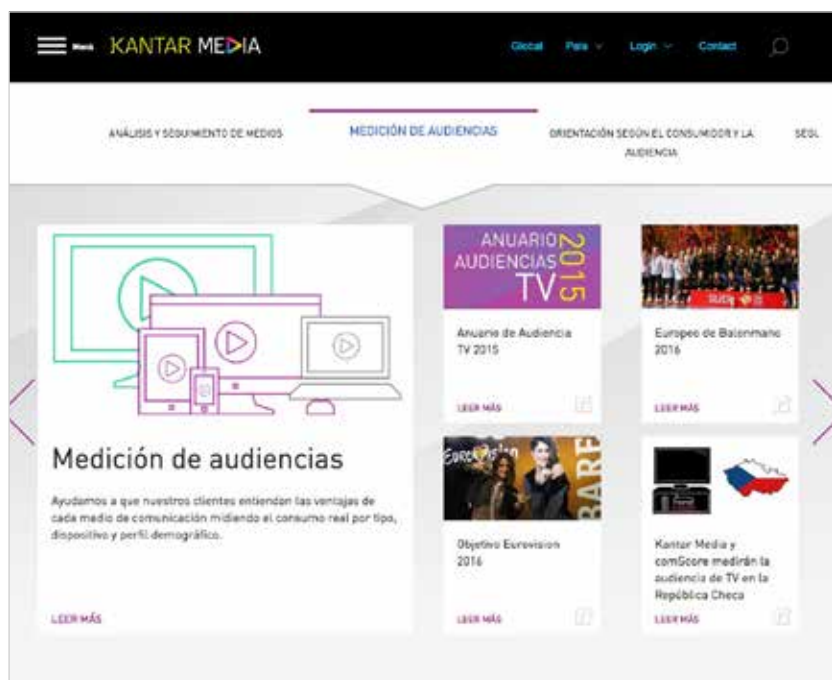 Menú KANTAR MEDIA Global País Login Contact
ANÁLISIS Y SEGUIMIENTO DE MEDIOS
MEDICIÓN DE AUDIENCIAS
ORIENTACIÓN SEGÚN EL CONSUMIDOR Y LA
AUDIENCIA
SEGU
Medición de audiencias
Ayudamos a que nuestros clientes entiendan las ventajas de
cada medio de comunicación midiendo el consumo real por tipo,
dispositivo y perfil demográfico.
LEER MÁS
ANUARIO
AUDIENCIAS
TV
2015
Anuario de Audiencia
TV 2015
LEER MÁS
Europeo de Balonmano
2016
LEER MÁS
EUROVISION
BARE
Objetivo Eurovision
2016
LEER MÁS
Kantar Media y
comScore medirán la
audiencia de TV en la
República Checa
LEER MÁS